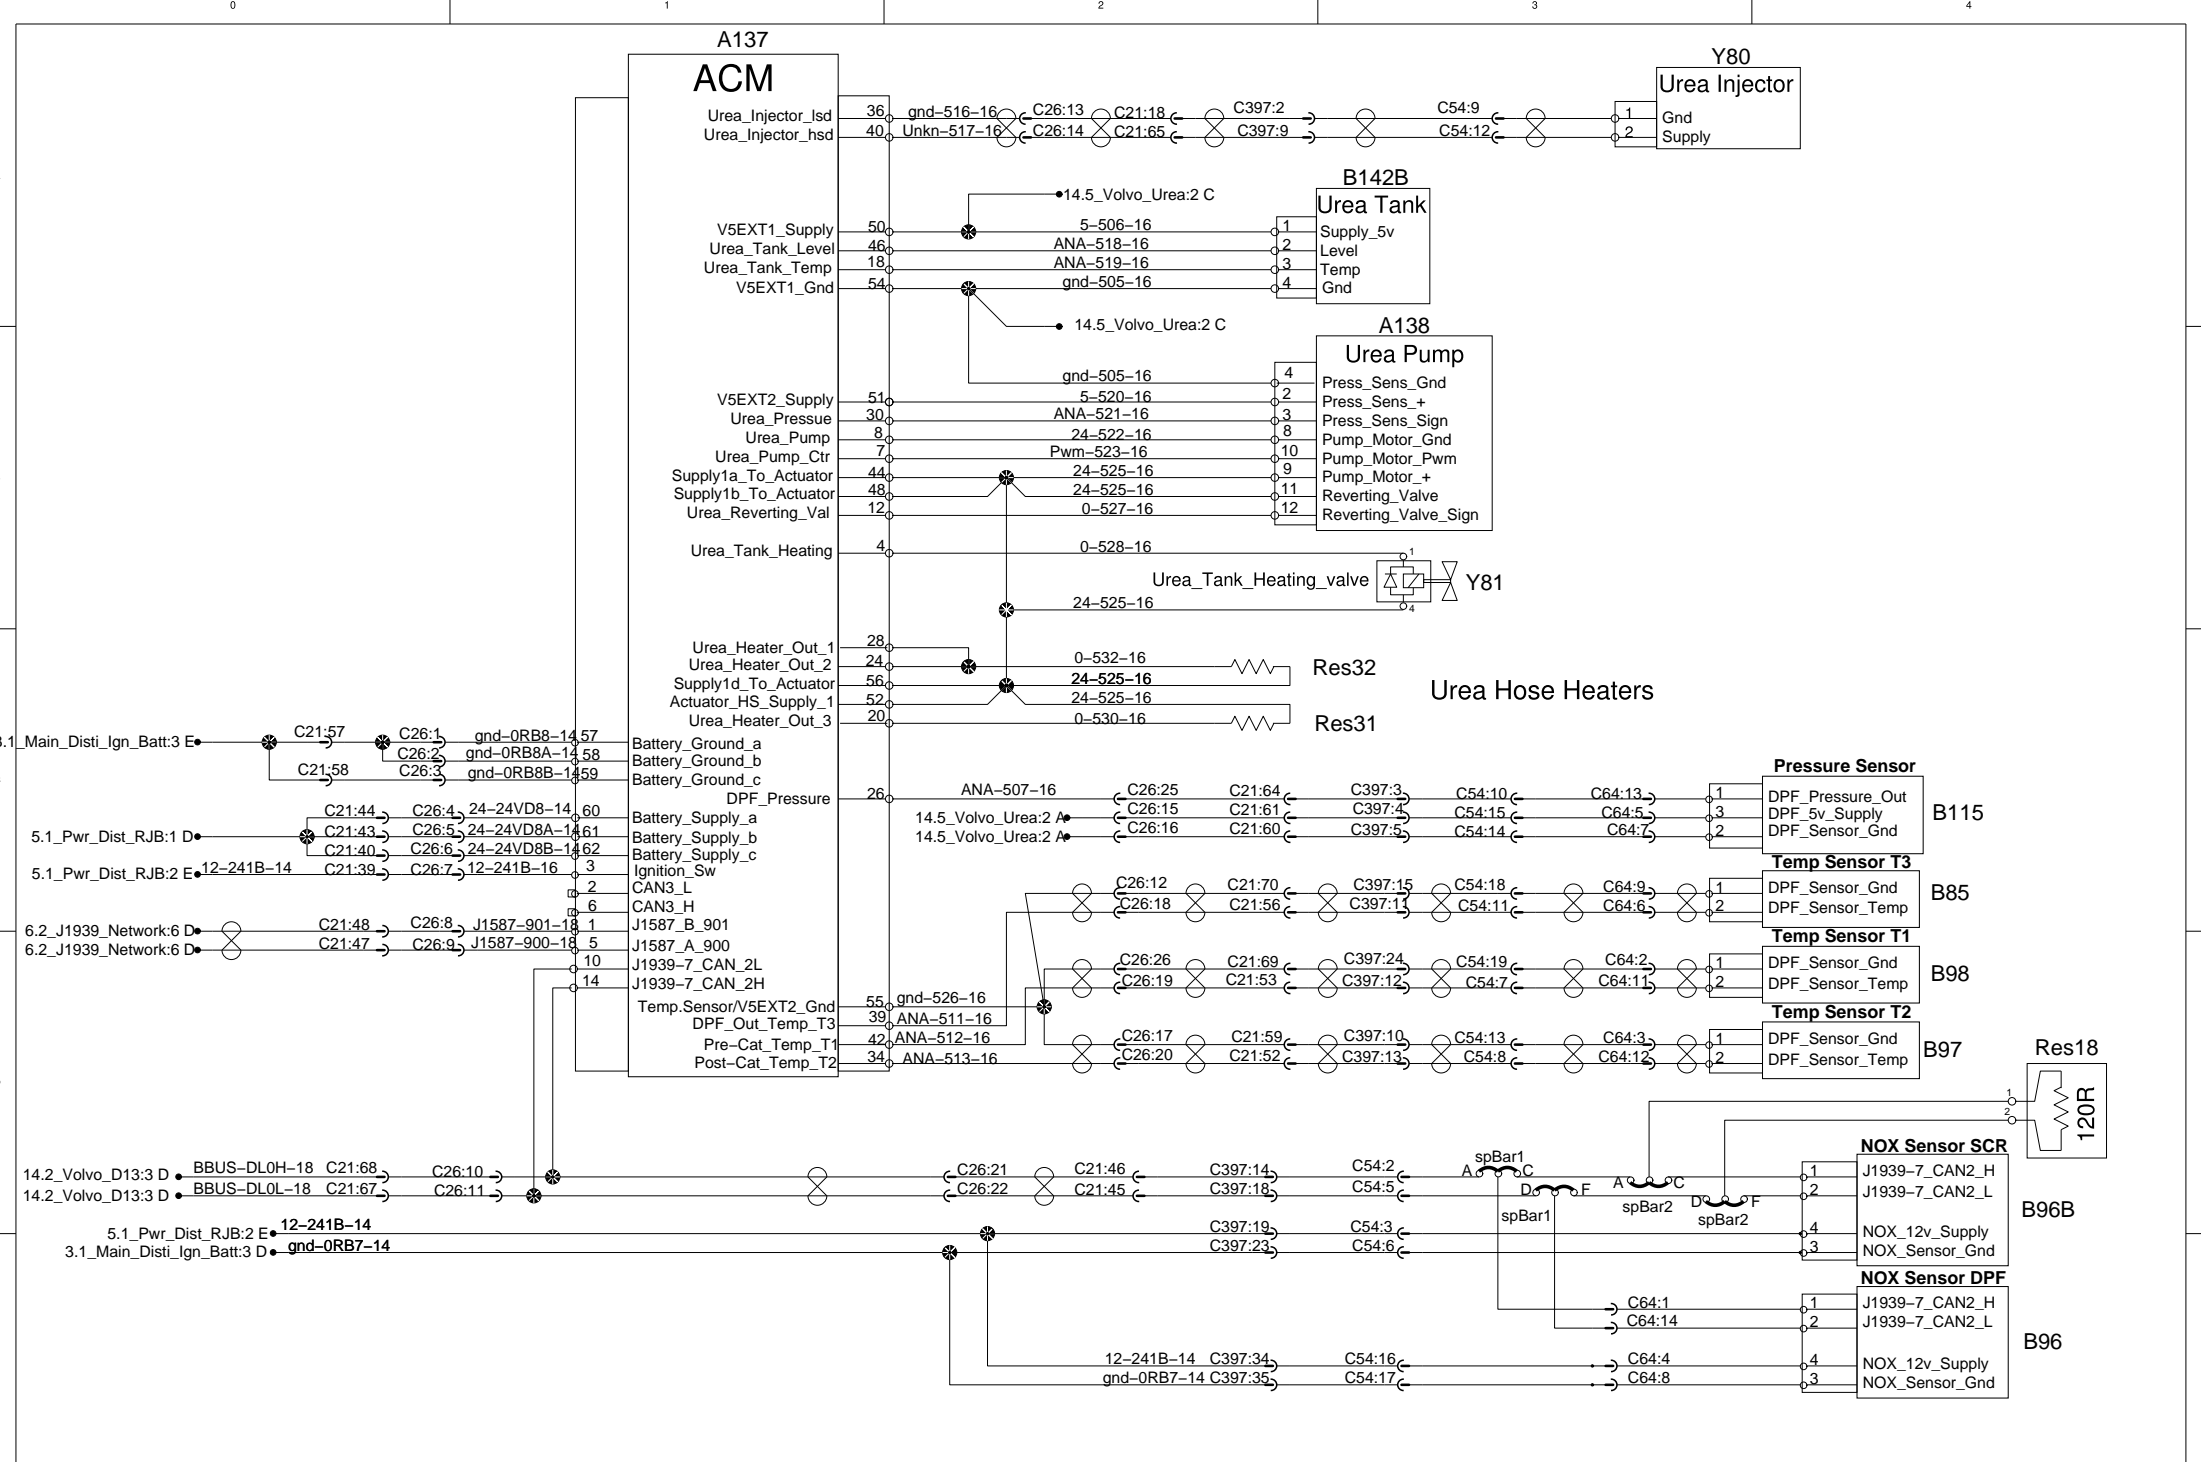 0 1 2 3 4
A137
ACM
Urea_Injector_lsd 36 gnd-516-16 C26:13 C21:18 C397:2 C54:9
Urea_Injector_hsd 40 Unkn-517-16 C26:14 C21:65 C397:9 C54:12
Y80
Urea Injector
1 Gnd
2 Supply
14.5_Volvo_Urea:2 C
B142B
Urea Tank
V5EXT1_Supply 50 5-506-16 1 Supply_5v
Urea_Tank_Level 46 ANA-518-16 2 Level
Urea_Tank_Temp 18 ANA-519-16 3 Temp
V5EXT1_Gnd 54 gnd-505-16 4 Gnd
14.5_Volvo_Urea:2 C
A138
Urea Pump
gnd-505-16 4 Press_Sens_Gnd
V5EXT2_Supply 51 5-520-16 2 Press_Sens_+
Urea_Pressue 30 ANA-521-16 3 Press_Sens_Sign
Urea_Pump 8 24-522-16 8 Pump_Motor_Gnd
Urea_Pump_Ctr 7 Pwm-523-16 10 Pump_Motor_Pwm
Supply1a_To_Actuator 44 24-525-16 9 Pump_Motor_+
Supply1b_To_Actuator 48 24-525-16 11 Reverting_Valve
Urea_Reverting_Val 12 0-527-16 12 Reverting_Valve_Sign
Urea_Tank_Heating 4 0-528-16 1
Urea_Tank_Heating_valve Y81
24-525-16 4
Urea_Heater_Out_1 28
Urea_Heater_Out_2 24 0-532-16 Res32
Supply1d_To_Actuator 56 24-525-16
Urea Hose Heaters
Actuator_HS_Supply_1 52 24-525-16
Urea_Heater_Out_3 20 0-530-16 Res31
3.1_Main_Disti_Ign_Batt:3 E C21:57 C26:1 gnd-0RB8-14 57 Battery_Ground_a
C26:2 gnd-0RB8A-14 58 Battery_Ground_b
C21:58 C26:3 gnd-0RB8B-14 59 Battery_Ground_c
DPF_Pressure 26 ANA-507-16 C26:25 C21:64 C397:3 C54:10 C64:13
14.5_Volvo_Urea:2 A C26:15 C21:61 C397:4 C54:15 C64:5
14.5_Volvo_Urea:2 A C26:16 C21:60 C397:5 C54:14 C64:7
Pressure Sensor
1 DPF_Pressure_Out
3 DPF_5v_Supply
2 DPF_Sensor_Gnd
B115
C21:44 C26:4 24-24VD8-14 60 Battery_Supply_a
5.1_Pwr_Dist_RJB:1 D C21:43 C26:5 24-24VD8A-14 61 Battery_Supply_b
C21:40 C26:6 24-24VD8B-14 62 Battery_Supply_c
5.1_Pwr_Dist_RJB:2 E 12-241B-14 C21:39 C26:7 12-241B-16 3 Ignition_Sw
2 CAN3_L
6 CAN3_H
6.2_J1939_Network:6 D C21:48 C26:8 J1587-901-18 1 J1587_B_901
6.2_J1939_Network:6 D C21:47 C26:9 J1587-900-18 5 J1587_A_900
10 J1939-7_CAN_2L
14 J1939-7_CAN_2H
Temp Sensor T3
C26:12 C21:70 C397:15 C54:18 C64:9 1 DPF_Sensor_Gnd
C26:18 C21:56 C397:11 C54:11 C64:6 2 DPF_Sensor_Temp
B85
Temp Sensor T1
C26:26 C21:69 C397:24 C54:19 C64:2 1 DPF_Sensor_Gnd
C26:19 C21:53 C397:12 C54:7 C64:11 2 DPF_Sensor_Temp
B98
Temp.Sensor/V5EXT2_Gnd 55 gnd-526-16
DPF_Out_Temp_T3 39 ANA-511-16
Pre-Cat_Temp_T1 42 ANA-512-16
Post-Cat_Temp_T2 34 ANA-513-16
Temp Sensor T2
C26:17 C21:59 C397:10 C54:13 C64:3 1 DPF_Sensor_Gnd
C26:20 C21:52 C397:13 C54:8 C64:12 2 DPF_Sensor_Temp
B97
Res18
1
2
120R
14.2_Volvo_D13:3 D BBUS-DL0H-18 C21:68 C26:10 C26:21 C21:46 C397:14 C54:2 A spBar1 C
14.2_Volvo_D13:3 D BBUS-DL0L-18 C21:67 C26:11 C26:22 C21:45 C397:18 C54:5 D spBar1 F
A spBar2 C
D spBar2 F
NOX Sensor SCR
1 J1939-7_CAN2_H
2 J1939-7_CAN2_L
B96B
5.1_Pwr_Dist_RJB:2 E 12-241B-14 C397:19 C54:3 4 NOX_12v_Supply
3.1_Main_Disti_Ign_Batt:3 D gnd-0RB7-14 C397:23 C54:6 3 NOX_Sensor_Gnd
NOX Sensor DPF
C64:1 1 J1939-7_CAN2_H
C64:14 2 J1939-7_CAN2_L
B96
12-241B-14 C397:34 C54:16 C64:4 4 NOX_12v_Supply
gnd-0RB7-14 C397:35 C54:17 C64:8 3 NOX_Sensor_Gnd